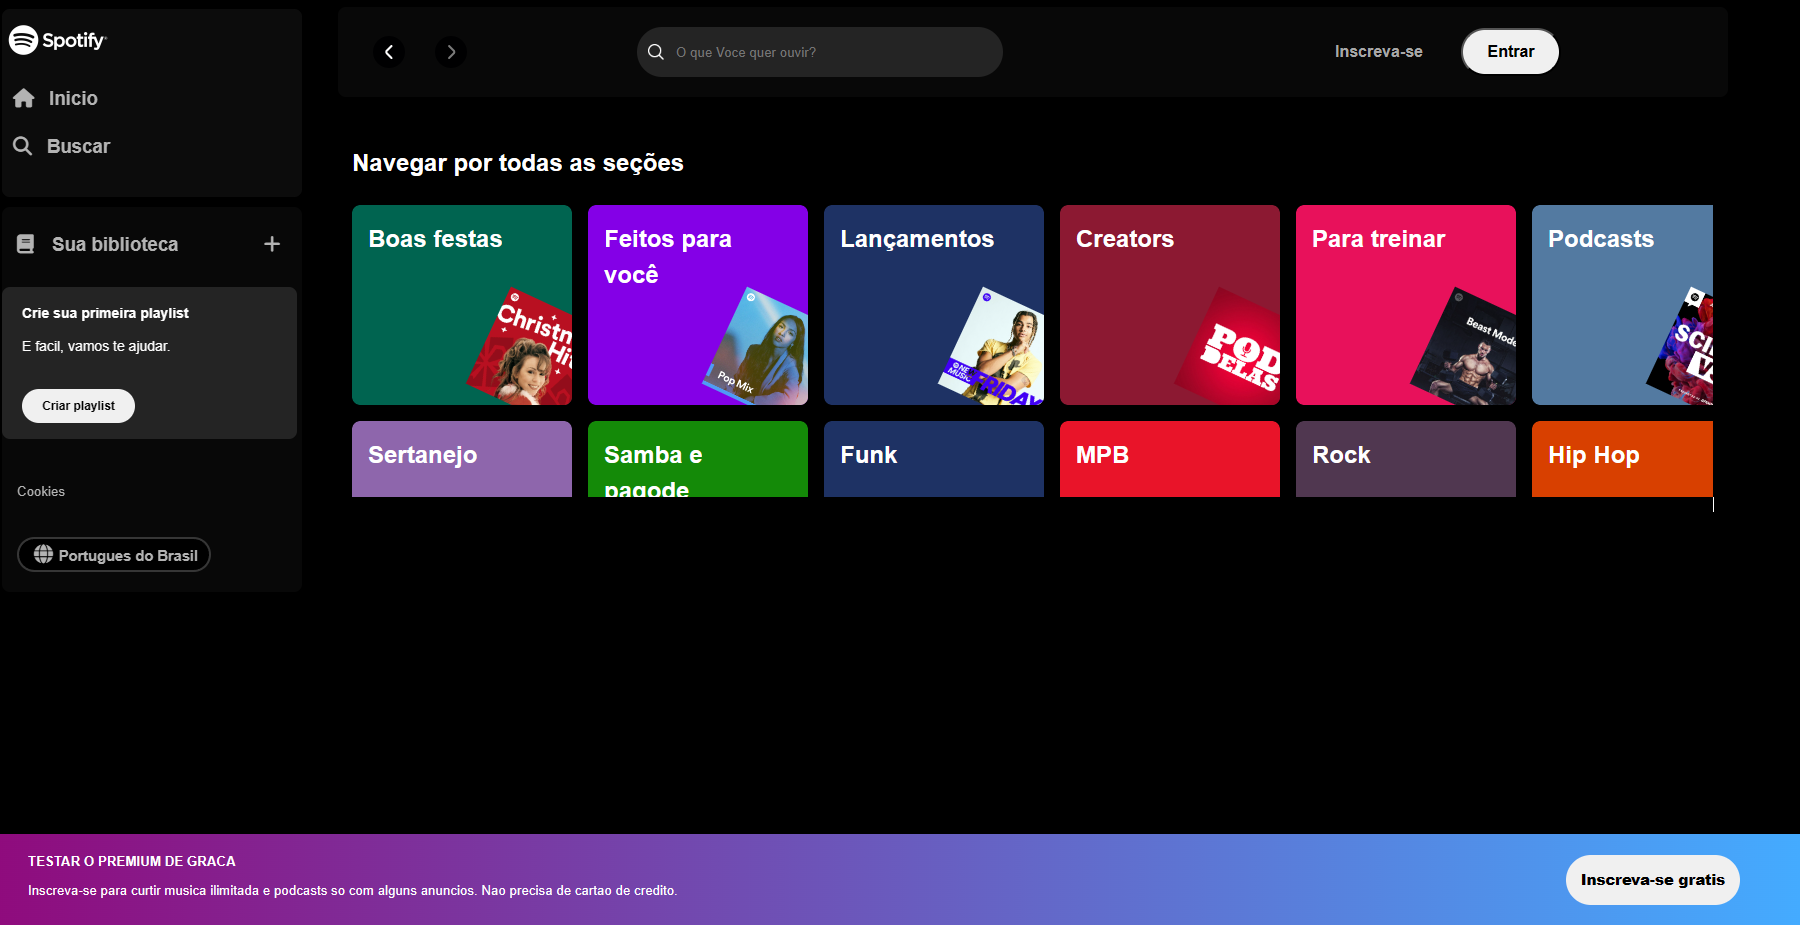 Spotify
Inicio
Buscar
Sua biblioteca
Crie sua primeira playlist
E facil, vamos te ajudar.
Criar playlist
Cookies
Portugues do Brasil
O que Voce quer ouvir?
Inscreva-se
Entrar
Navegar por todas as seções
Boas festas
Christm
Hit
Feitos para
você
Pop Mix
Lançamentos
ONE
MUSIC
FRIDAY
Creators
POD
DELAS
Para treinar
Beast Mode
Podcasts
SCI
Sertanejo
Samba e
pagode
Funk
MPB
Rock
Hip Hop
TESTAR O PREMIUM DE GRACA
Inscreva-se para curtir musica ilimitada e podcasts so com alguns anuncios. Nao precisa de cartao de credito.
Inscreva-se gratis